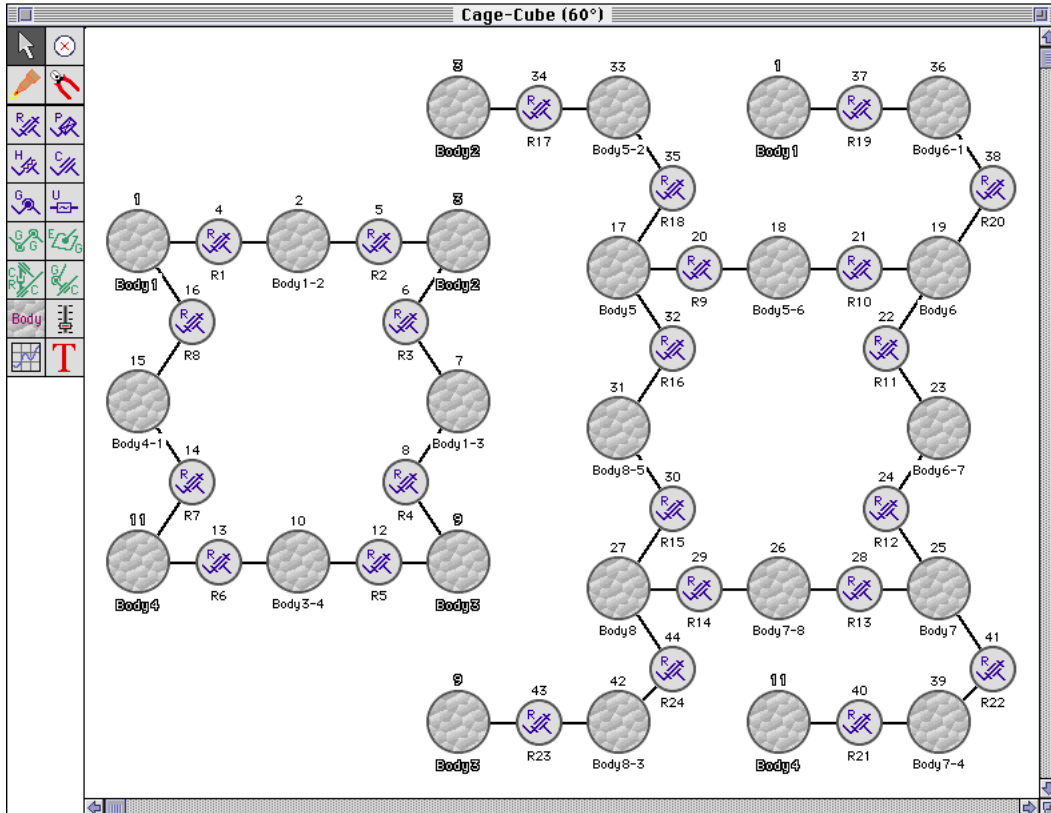 Cage-Cube (60°)
R
P
H
C
G
U
G
G
E
G
C
R
C
G
C
Body
T
3
34
33
1
37
36
R
R
Body2
R17
Body5-2
Body1
R19
Body6-1
35
38
R
R
R18
R20
1
4
2
5
3
17
20
18
21
19
R
R
R
R
Body1
R1
Body1-2
R2
Body2
Body5
R9
Body5-6
R10
Body6
16
6
32
22
R
R
R
R
R8
R3
R16
R11
15
7
31
23
Body4-1
Body1-3
Body8-5
Body6-7
14
8
30
24
R
R
R
R
R7
R4
R15
R12
11
13
10
12
9
27
29
26
28
25
R
R
R
R
Body4
R6
Body3-4
R5
Body3
Body8
R14
Body7-8
R13
Body7
44
41
R
R
R24
R22
9
43
42
11
40
39
R
R
Body3
R23
Body8-3
Body4
R21
Body7-4